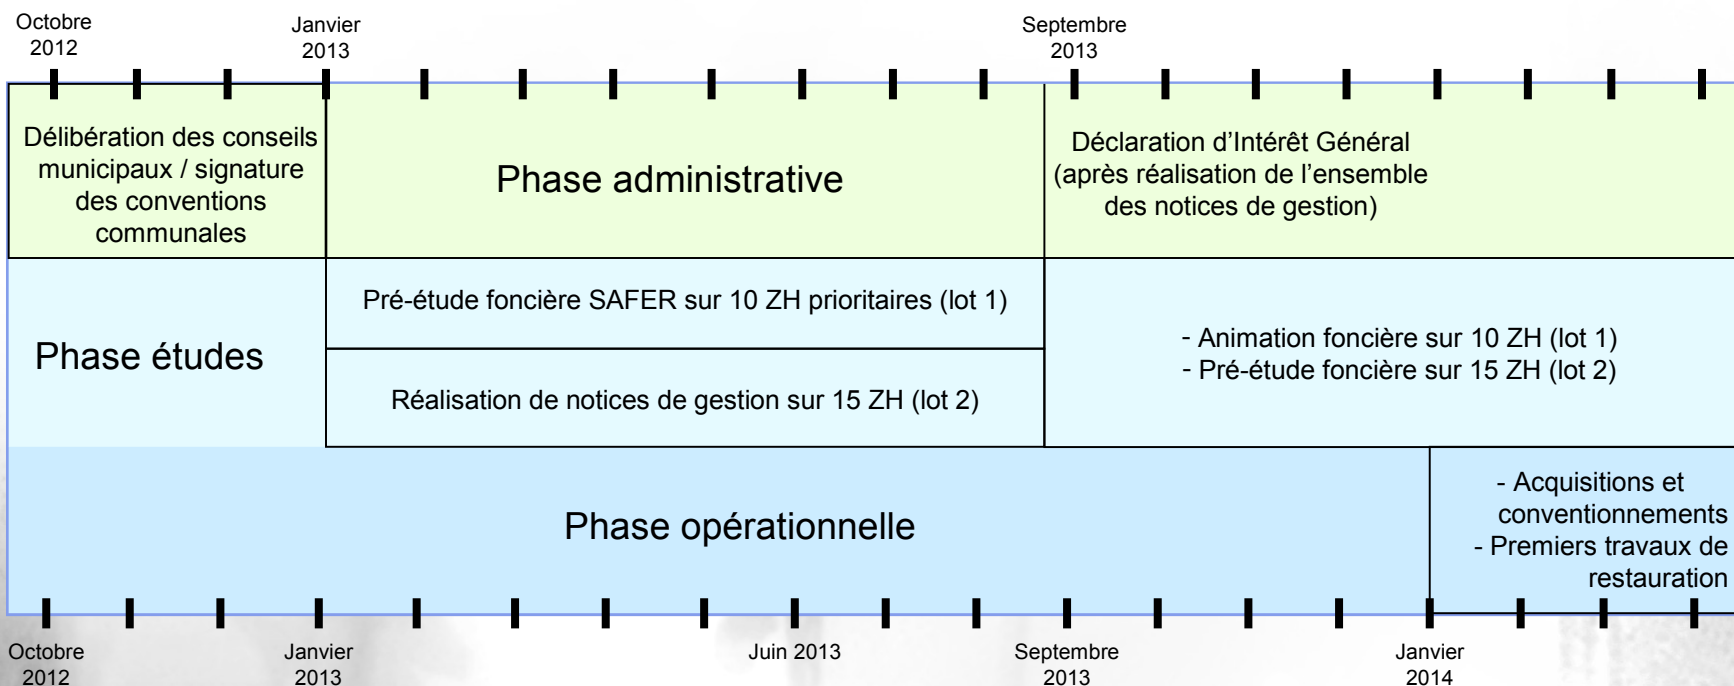 Octobre
2012
Janvier
2013
Septembre
2013
Délibération des conseils
municipaux / signature
des conventions
communales
Phase administrative
Déclaration d’Intérêt Général
(après réalisation de l’ensemble
des notices de gestion)
Phase études
Pré-étude foncière SAFER sur 10 ZH prioritaires (lot 1)
Réalisation de notices de gestion sur 15 ZH (lot 2)
- Animation foncière sur 10 ZH (lot 1)
- Pré-étude foncière sur 15 ZH (lot 2)
Phase opérationnelle
- Acquisitions et
conventionnements
- Premiers travaux de
restauration
Octobre
2012
Janvier
2013
Juin 2013
Septembre
2013
Janvier
2014